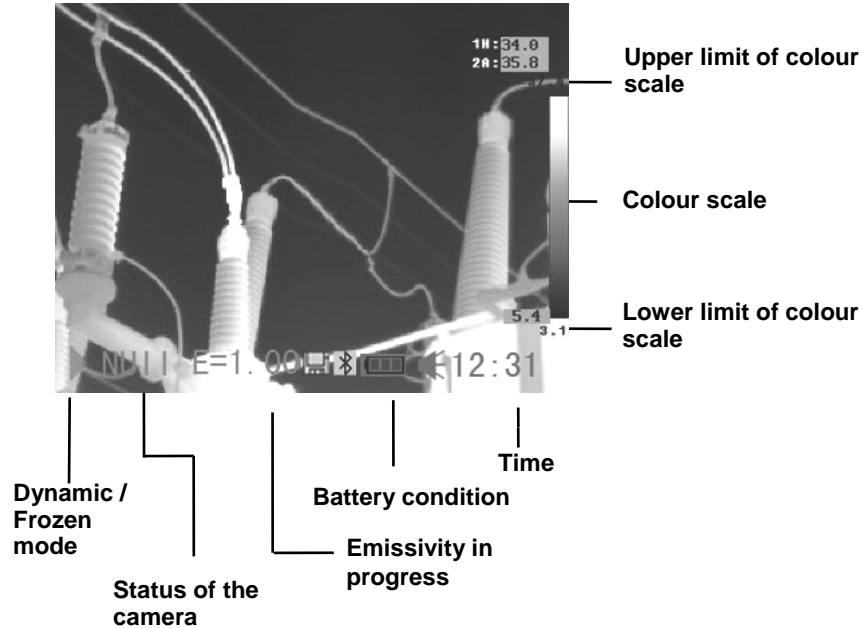 1H:34.0
2A:35.8
Upper limit of colour
scale
Colour scale
5.4
3.1
Lower limit of colour
scale
NUll E=1.00 12:31
Time
Dynamic /
Frozen
mode
Battery condition
Emissivity in
progress
Status of the
camera